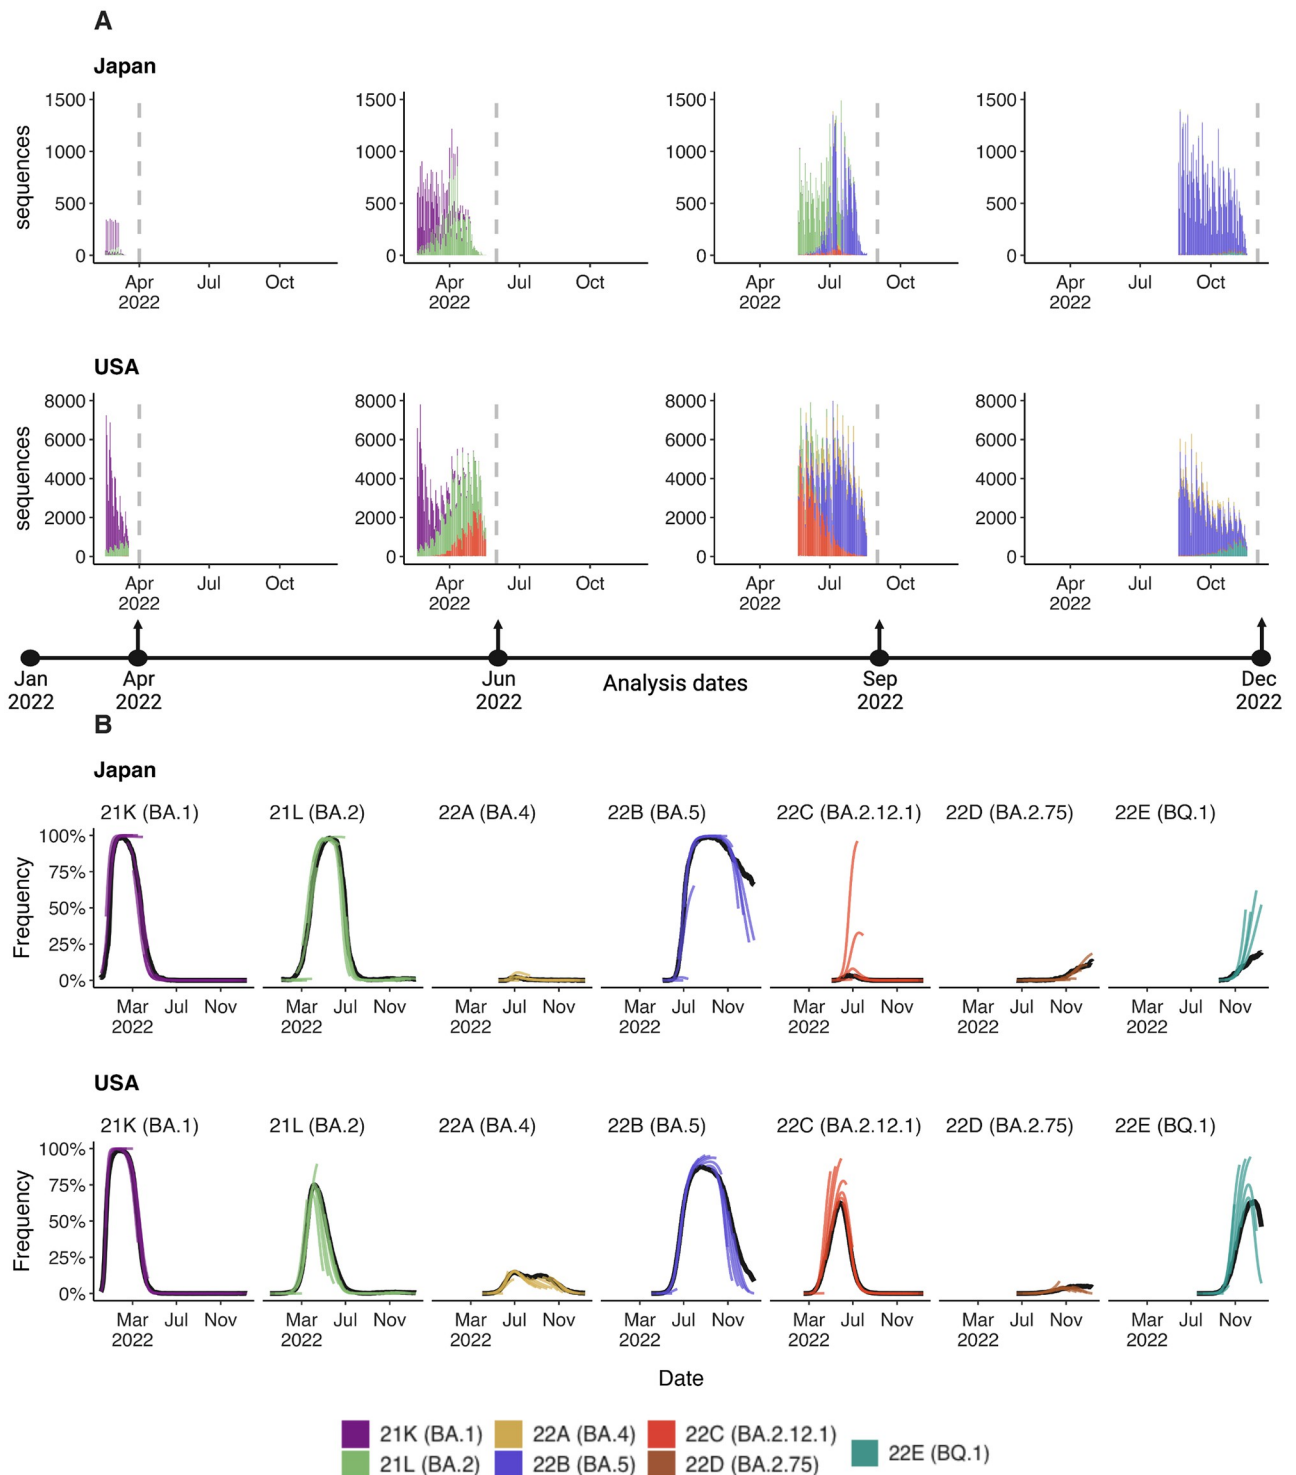 A
Japan
sequences
1500
1000
500
0
Apr
2022
Jul
Oct
1500
1000
500
0
Apr
2022
Jul
Oct
1500
1000
500
0
Apr
2022
Jul
Oct
1500
1000
500
0
Apr
2022
Jul
Oct
USA
sequences
8000
6000
4000
2000
0
Apr
2022
Jul
Oct
8000
6000
4000
2000
0
Apr
2022
Jul
Oct
8000
6000
4000
2000
0
Apr
2022
Jul
Oct
8000
6000
4000
2000
0
Apr
2022
Jul
Oct
Jan
2022
Apr
2022
Jun
2022
Analysis dates
Sep
2022
Dec
2022
B
Japan
21K (BA.1)
21L (BA.2)
22A (BA.4)
22B (BA.5)
22C (BA.2.12.1)
22D (BA.2.75)
22E (BQ.1)
Frequency
100%
75%
50%
25%
0%
Mar
2022
Jul
Nov
Mar
2022
Jul
Nov
Mar
2022
Jul
Nov
Mar
2022
Jul
Nov
Mar
2022
Jul
Nov
Mar
2022
Jul
Nov
Mar
2022
Jul
Nov
USA
21K (BA.1)
21L (BA.2)
22A (BA.4)
22B (BA.5)
22C (BA.2.12.1)
22D (BA.2.75)
22E (BQ.1)
Frequency
100%
75%
50%
25%
0%
Mar
2022
Jul
Nov
Mar
2022
Jul
Nov
Mar
2022
Jul
Nov
Mar
2022
Jul
Nov
Mar
2022
Jul
Nov
Mar
2022
Jul
Nov
Mar
2022
Jul
Nov
Date
21K (BA.1)
21L (BA.2)
22A (BA.4)
22B (BA.5)
22C (BA.2.12.1)
22D (BA.2.75)
22E (BQ.1)